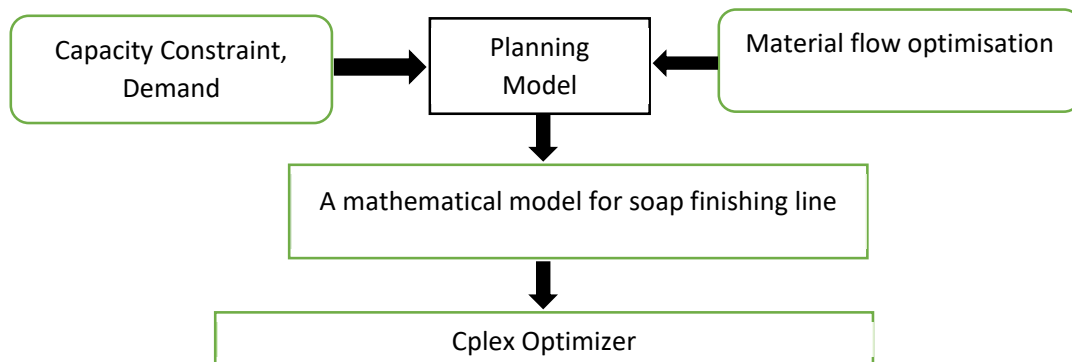 Capacity Constraint,
Demand
Planning
Model
Material flow optimisation
A mathematical model for soap finishing line
Cplex Optimizer